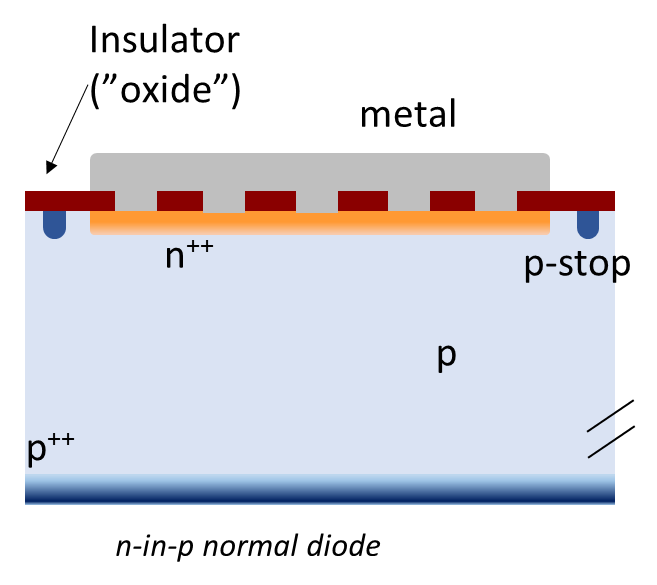 Insulator
(”oxide”)
metal
n++
p-stop
p
p++
n-in-p normal diode